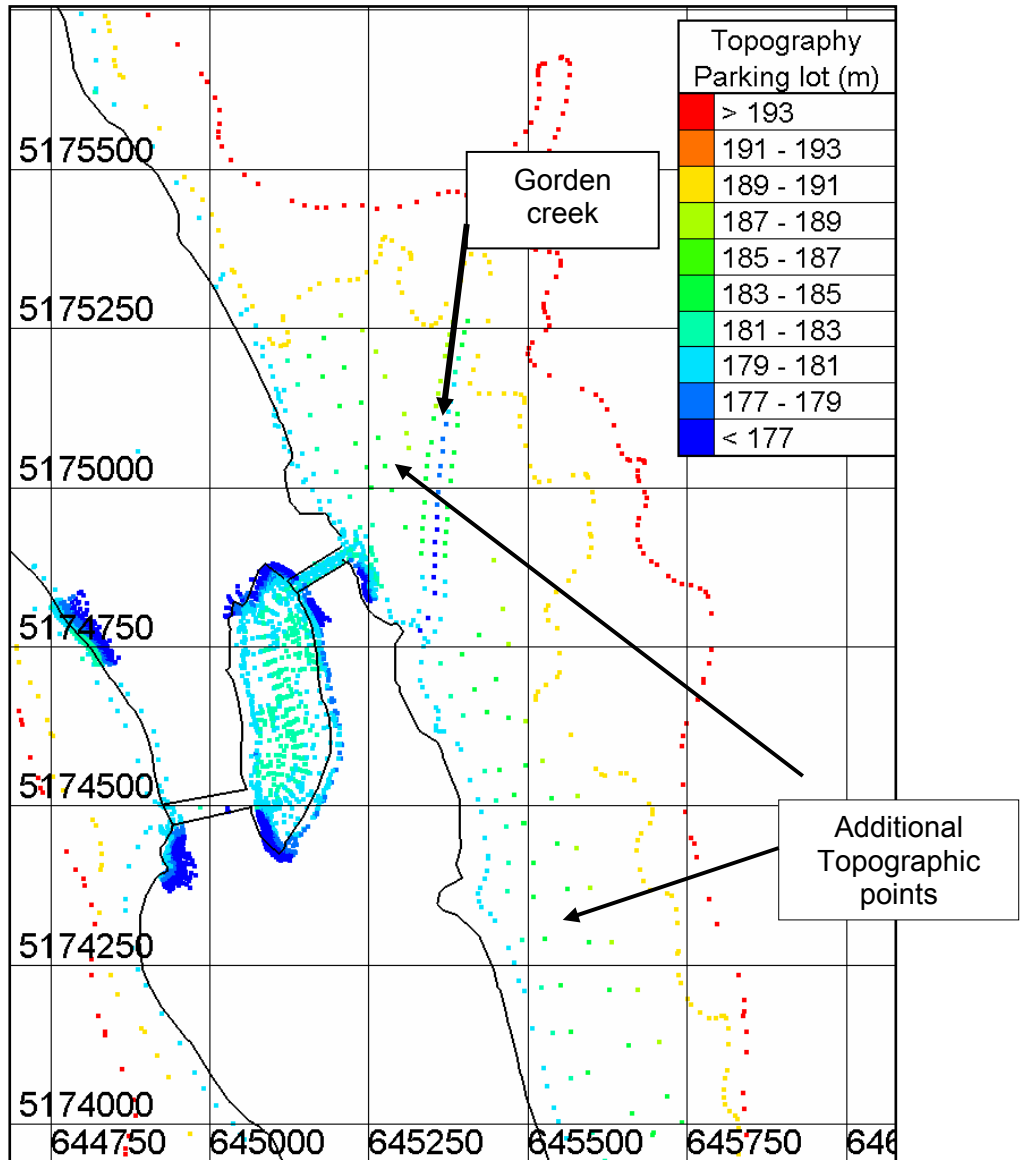 Topography
Parking lot (m)
> 193
191 - 193
189 - 191
187 - 189
185 - 187
183 - 185
181 - 183
179 - 181
177 - 179
< 177
5175500
Gorden
creek
5175250
5175000
5174750
5174500
Additional
Topographic
points
5174250
5174000
644750 645000 645250 645500 645750 646